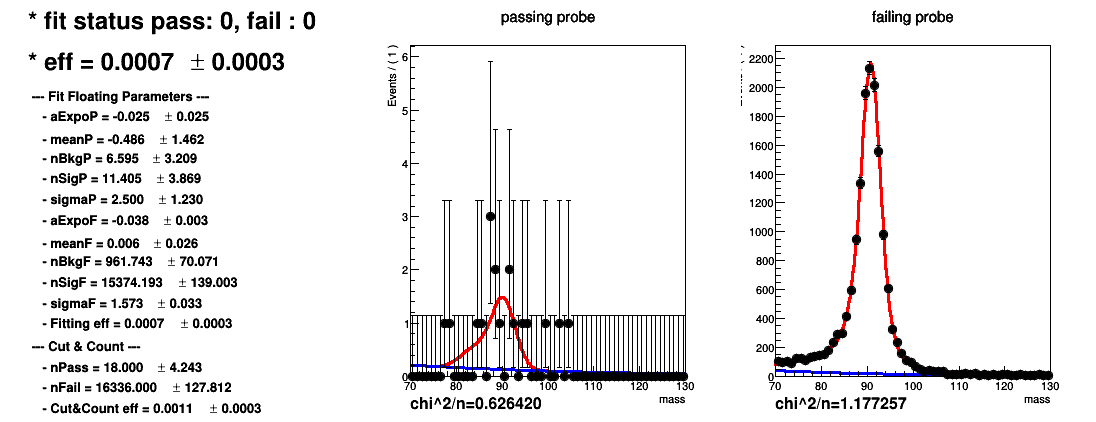 * fit status pass: 0, fail : 0
* eff = 0.0007 ± 0.0003
--- Fit Floating Parameters ---
- aExpoP = -0.025 ± 0.025
- meanP = -0.486 ± 1.462
- nBkgP = 6.595 ± 3.209
- nSigP = 11.405 ± 3.869
- sigmaP = 2.500 ± 1.230
- aExpoF = -0.038 ± 0.003
- meanF = 0.006 ± 0.026
- nBkgF = 961.743 ± 70.071
- nSigF = 15374.193 ± 139.003
- sigmaF = 1.573 ± 0.033
- Fitting eff = 0.0007 ± 0.0003
--- Cut & Count ---
- nPass = 18.000 ± 4.243
- nFail = 16336.000 ± 127.812
- Cut&Count eff = 0.0011 ± 0.0003
passing probe
Events / ( 1 )
6
5
4
3
2
1
0
70 80 90 100 110 120 130
mass
chi^2/n=0.626420
failing probe
2200
2000
1800
1600
1400
1200
1000
800
600
400
200
0
70 80 90 100 110 120 130
mass
chi^2/n=1.177257